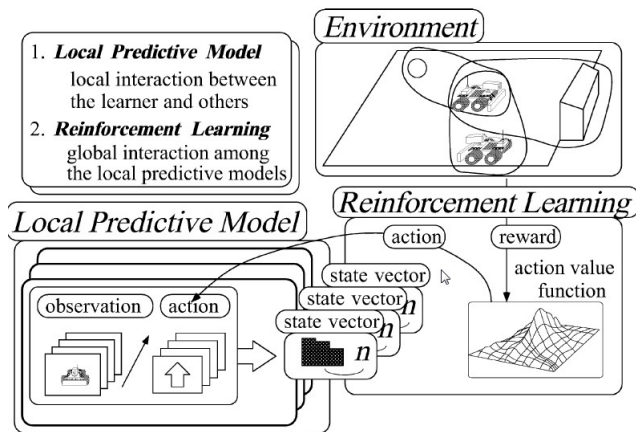 1. Local Predictive Model
local interaction between
the learner and others
2. Reinforcement Learning
global interaction among
the local predictive models
Environment
Local Predictive Model
observation
action
state vector
state vector
state vector
n
n
n
Reinforcement Learning
action
reward
action value
function